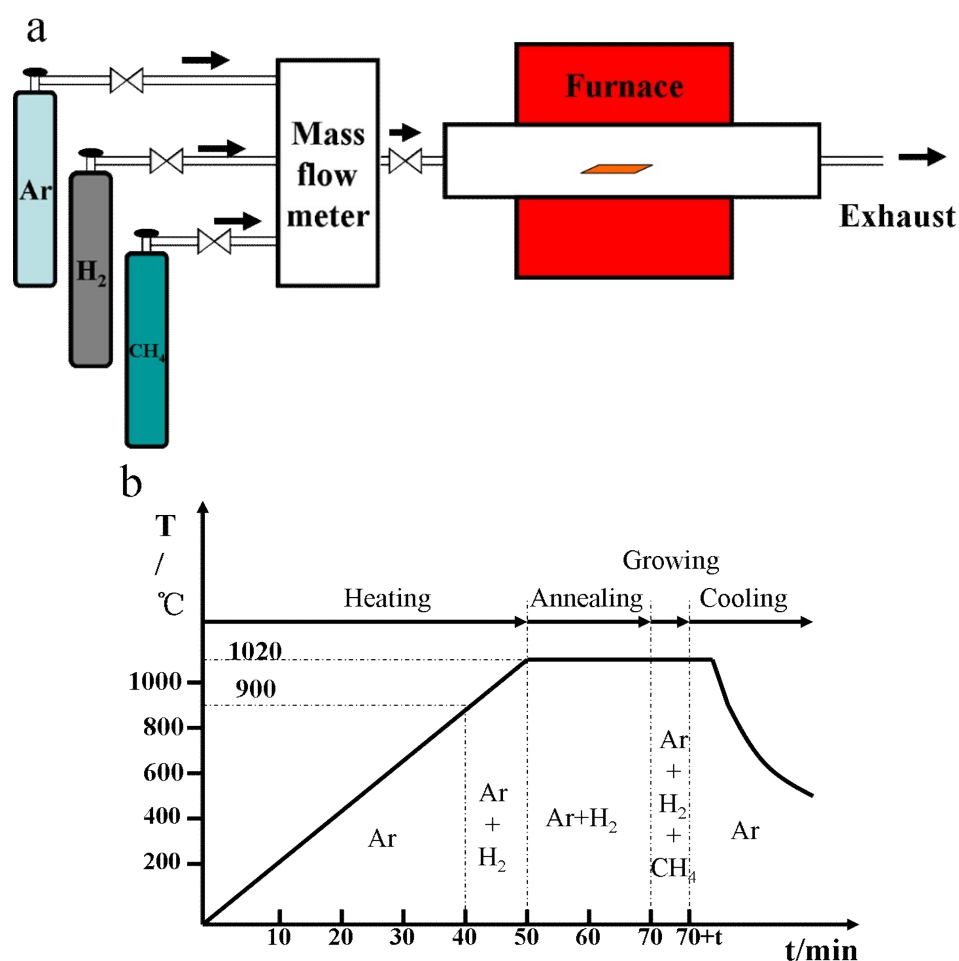 a
Ar
H₂
CH₄
Mass
flow
meter
Furnace
Exhaust
b
T
/
℃
Growing
Heating
Annealing
Cooling
1020
1000
900
800
600
400
200
Ar
Ar
+
H₂
Ar+H₂
Ar
+
H₂
+
CH₄
Ar
10 20 30 40 50 60 70 70+t
t/min